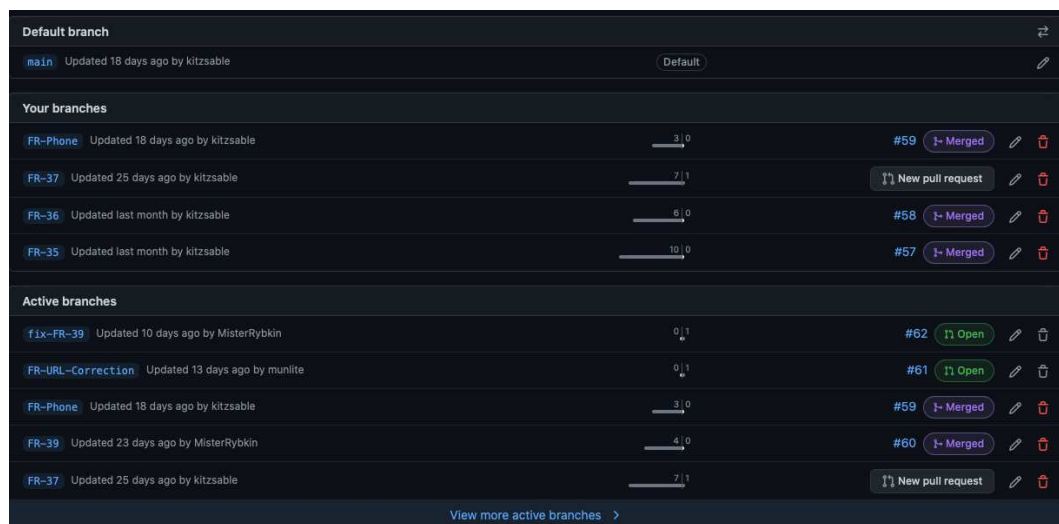 Default branch
main Updated 18 days ago by kitzsable Default
Your branches
FR-Phone Updated 18 days ago by kitzsable 3 | 0 #59 Merged
FR-37 Updated 25 days ago by kitzsable 7 | 1 New pull request
FR-36 Updated last month by kitzsable 6 | 0 #58 Merged
FR-35 Updated last month by kitzsable 10 | 0 #57 Merged
Active branches
fix-FR-39 Updated 10 days ago by MisterRybkin 0 | 1 #62 Open
FR-URL-Correction Updated 13 days ago by munlite 0 | 1 #61 Open
FR-Phone Updated 18 days ago by kitzsable 3 | 0 #59 Merged
FR-39 Updated 23 days ago by MisterRybkin 4 | 0 #60 Merged
FR-37 Updated 25 days ago by kitzsable 7 | 1 New pull request
View more active branches